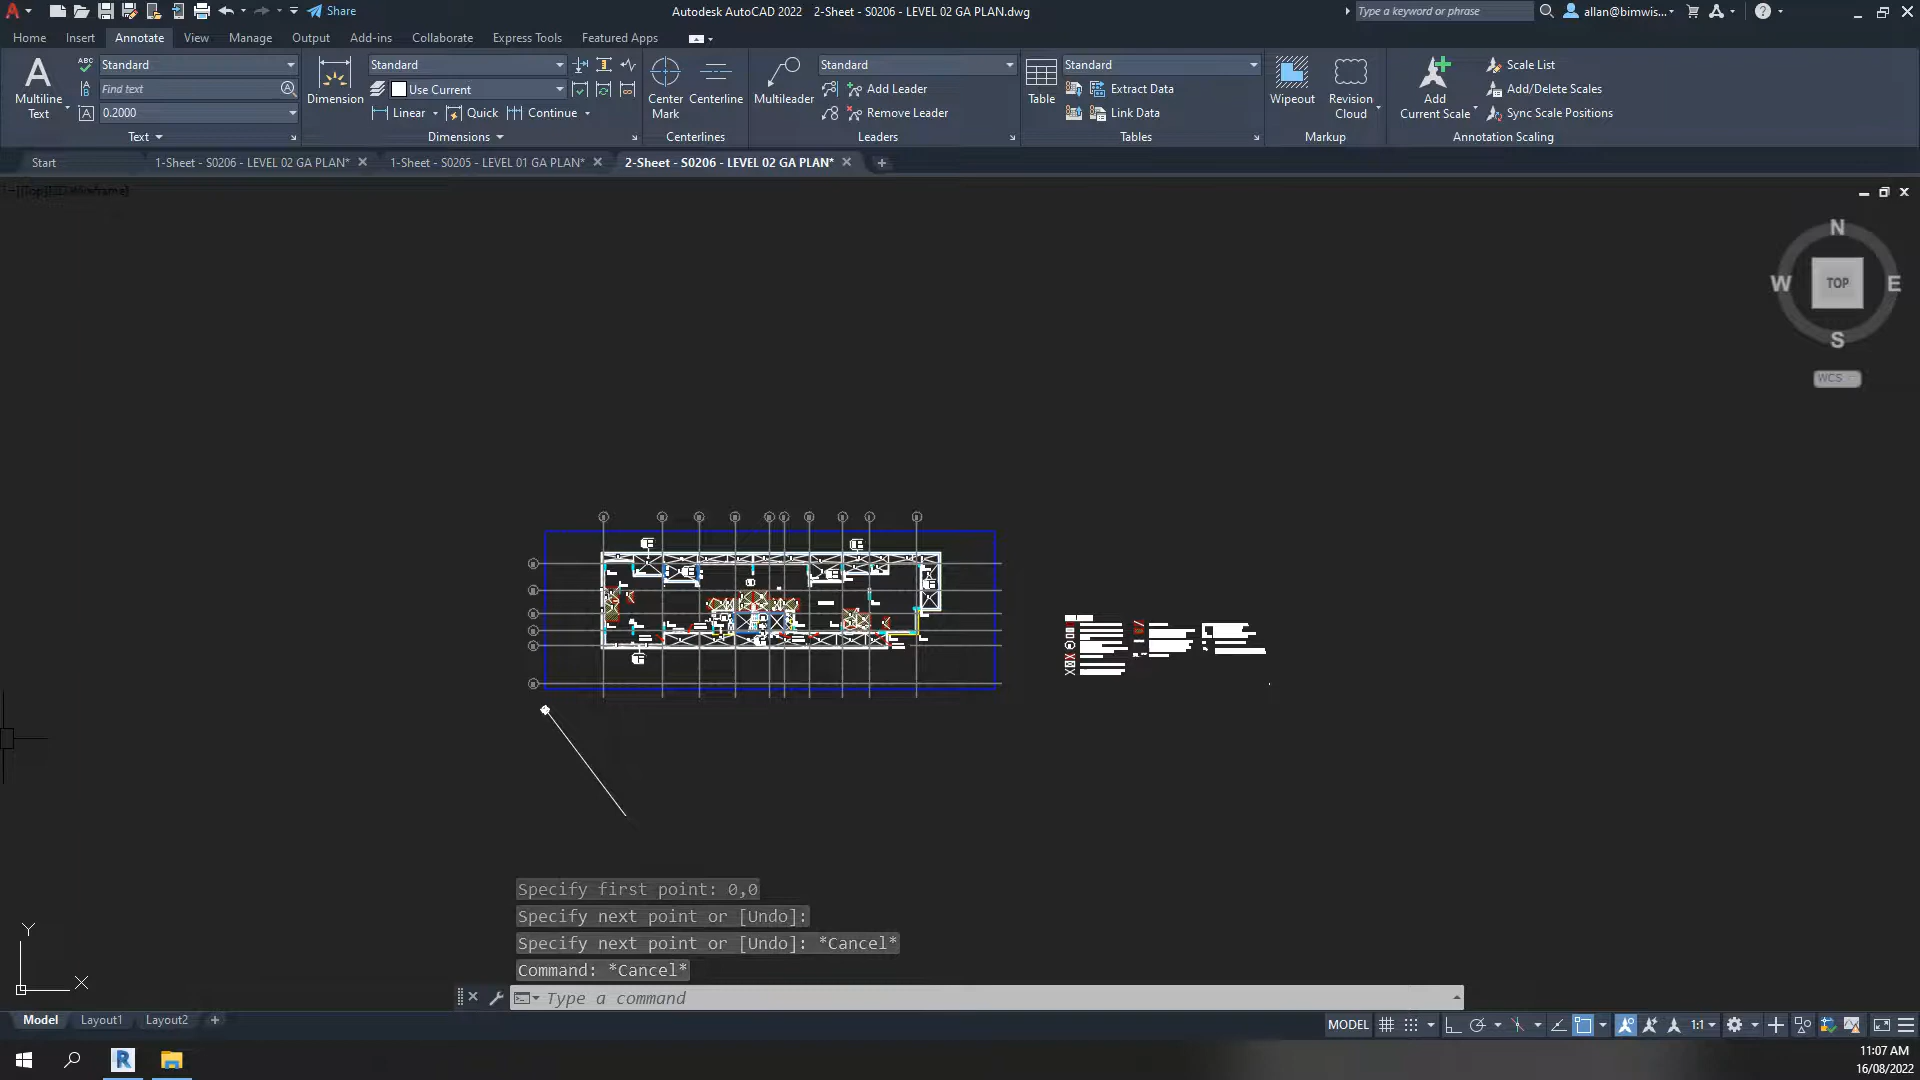 Share
Autodesk AutoCAD 2022 2-Sheet - S0206 - LEVEL 02 GA PLAN.dwg
Type a keyword or phrase
allan@bimwis...
Home Insert Annotate View Manage Output Add-ins Collaborate Express Tools Featured Apps
Multiline Text
Standard
Find text
0.2000
Text
Dimension
Standard
Use Current
Linear Quick Continue
Dimensions
Center Mark
Centerline
Centerlines
Multileader
Standard
Add Leader
Remove Leader
Leaders
Table
Standard
Extract Data
Link Data
Tables
Wipeout
Revision Cloud
Markup
Add Current Scale
Scale List
Add/Delete Scales
Sync Scale Positions
Annotation Scaling
Start 1-Sheet - S0206 - LEVEL 02 GA PLAN* 1-Sheet - S0205 - LEVEL 01 GA PLAN* 2-Sheet - S0206 - LEVEL 02 GA PLAN*
[-][Top][2D Wireframe]
N
W TOP E
S
WCS
Specify first point: 0,0
Specify next point or [Undo]:
Specify next point or [Undo]: *Cancel*
Command: *Cancel*
Type a command
Y
X
Model Layout1 Layout2
MODEL 1:1
11:07 AM
16/08/2022